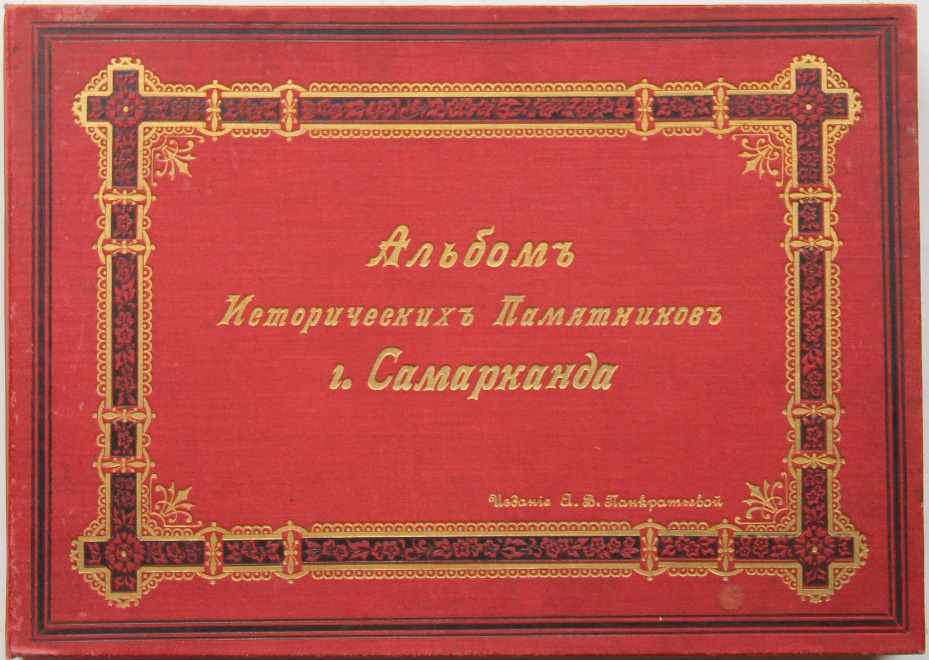 Альбомъ
Историческихъ Памятниковъ
г. Самарканда
Изданіе А. В. Панкратьевой